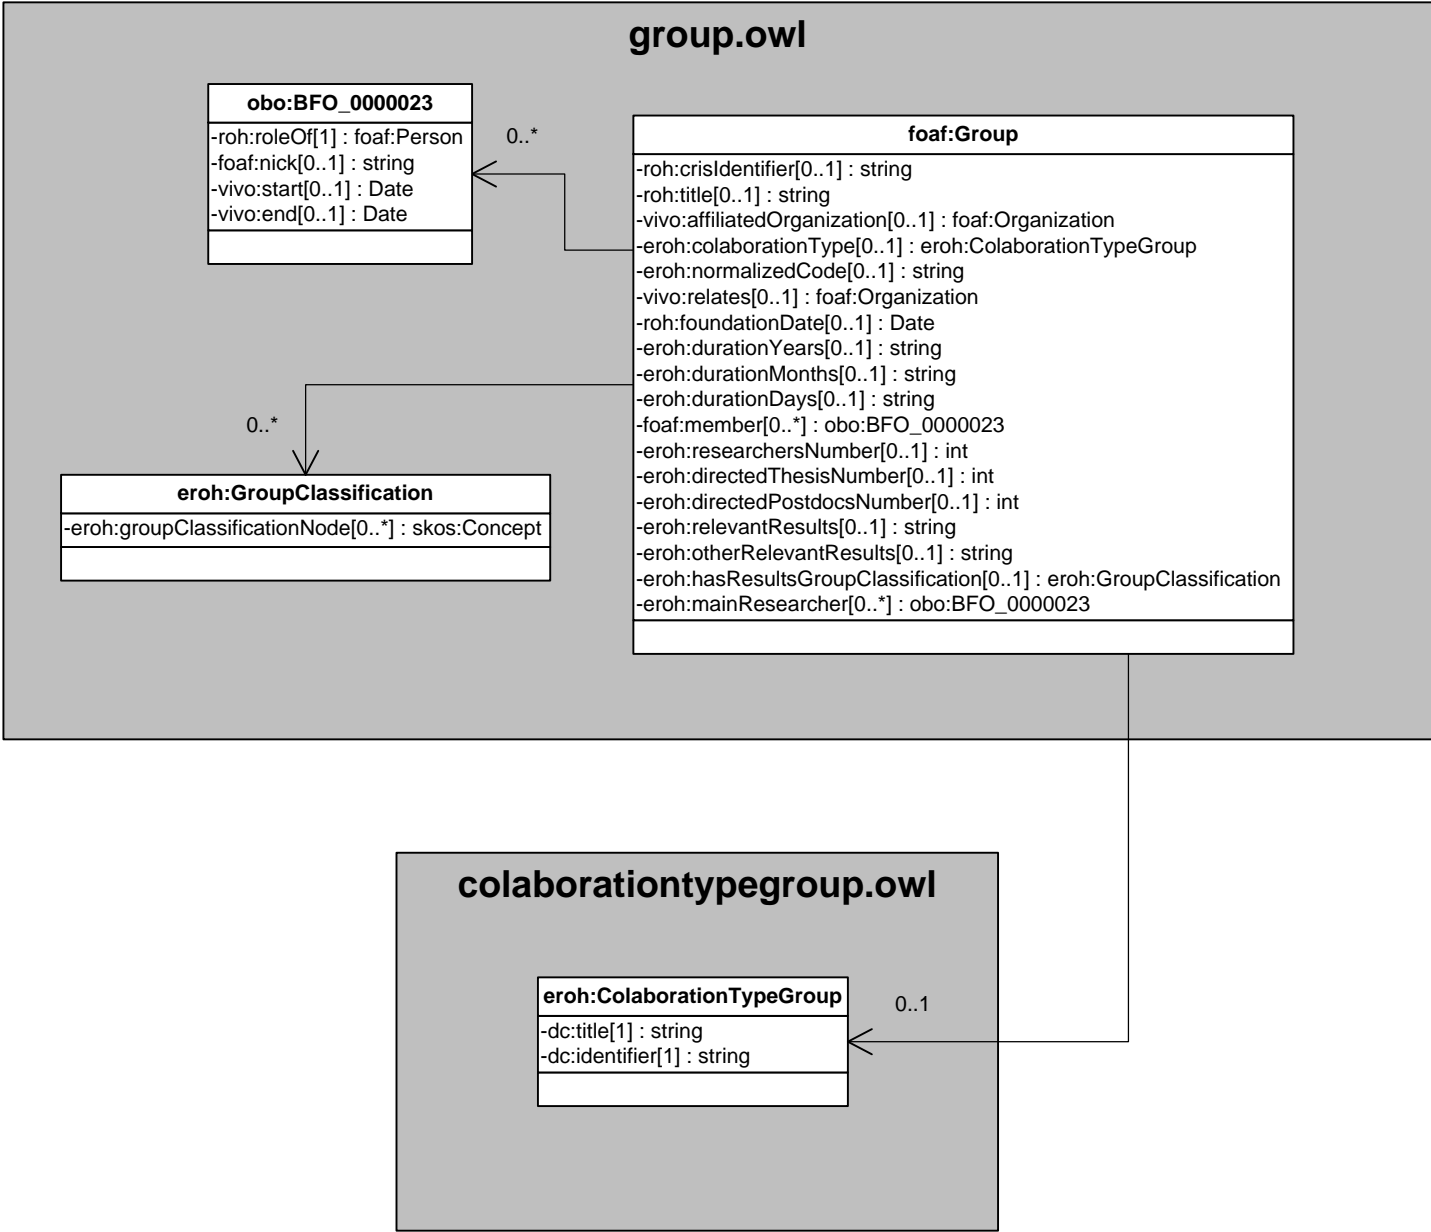 group.owl
obo:BFO_0000023
-roh:roleOf[1] : foaf:Person
-foaf:nick[0..1] : string
-vivo:start[0..1] : Date
-vivo:end[0..1] : Date
0..*
foaf:Group
-roh:crisIdentifier[0..1] : string
-roh:title[0..1] : string
-vivo:affiliatedOrganization[0..1] : foaf:Organization
-eroh:colaborationType[0..1] : eroh:ColaborationTypeGroup
-eroh:normalizedCode[0..1] : string
-vivo:relates[0..1] : foaf:Organization
-roh:foundationDate[0..1] : Date
-eroh:durationYears[0..1] : string
-eroh:durationMonths[0..1] : string
-eroh:durationDays[0..1] : string
-foaf:member[0..*] : obo:BFO_0000023
-eroh:researchersNumber[0..1] : int
-eroh:directedThesisNumber[0..1] : int
-eroh:directedPostdocsNumber[0..1] : int
-eroh:relevantResults[0..1] : string
-eroh:otherRelevantResults[0..1] : string
-eroh:hasResultsGroupClassification[0..1] : eroh:GroupClassification
-eroh:mainResearcher[0..*] : obo:BFO_0000023
0..*
eroh:GroupClassification
-eroh:groupClassificationNode[0..*] : skos:Concept
colaborationtypegroup.owl
eroh:ColaborationTypeGroup
-dc:title[1] : string
-dc:identifier[1] : string
0..1